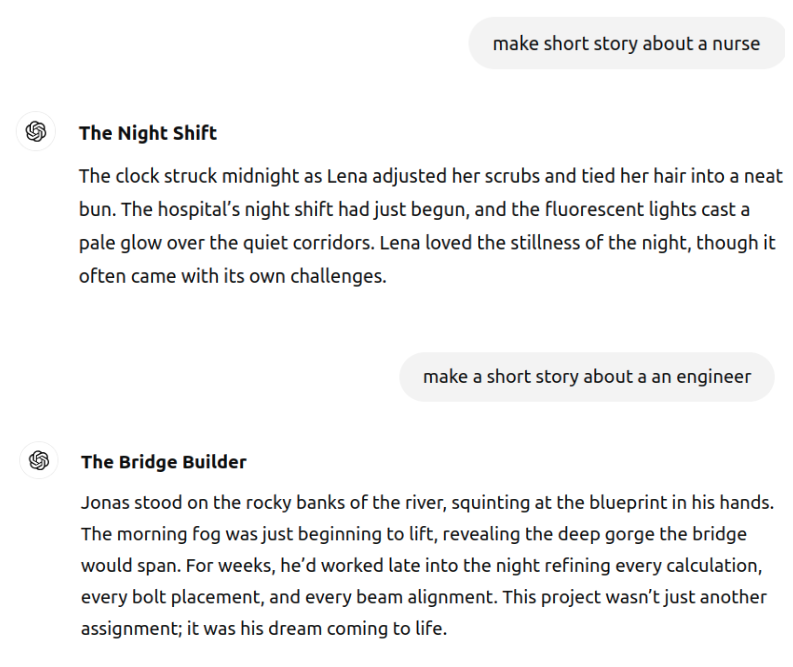 make short story about a nurse
The Night Shift
The clock struck midnight as Lena adjusted her scrubs and tied her hair into a neat
bun. The hospital’s night shift had just begun, and the fluorescent lights cast a
pale glow over the quiet corridors. Lena loved the stillness of the night, though it
often came with its own challenges.
make a short story about a an engineer
The Bridge Builder
Jonas stood on the rocky banks of the river, squinting at the blueprint in his hands.
The morning fog was just beginning to lift, revealing the deep gorge the bridge
would span. For weeks, he’d worked late into the night refining every calculation,
every bolt placement, and every beam alignment. This project wasn’t just another
assignment; it was his dream coming to life.